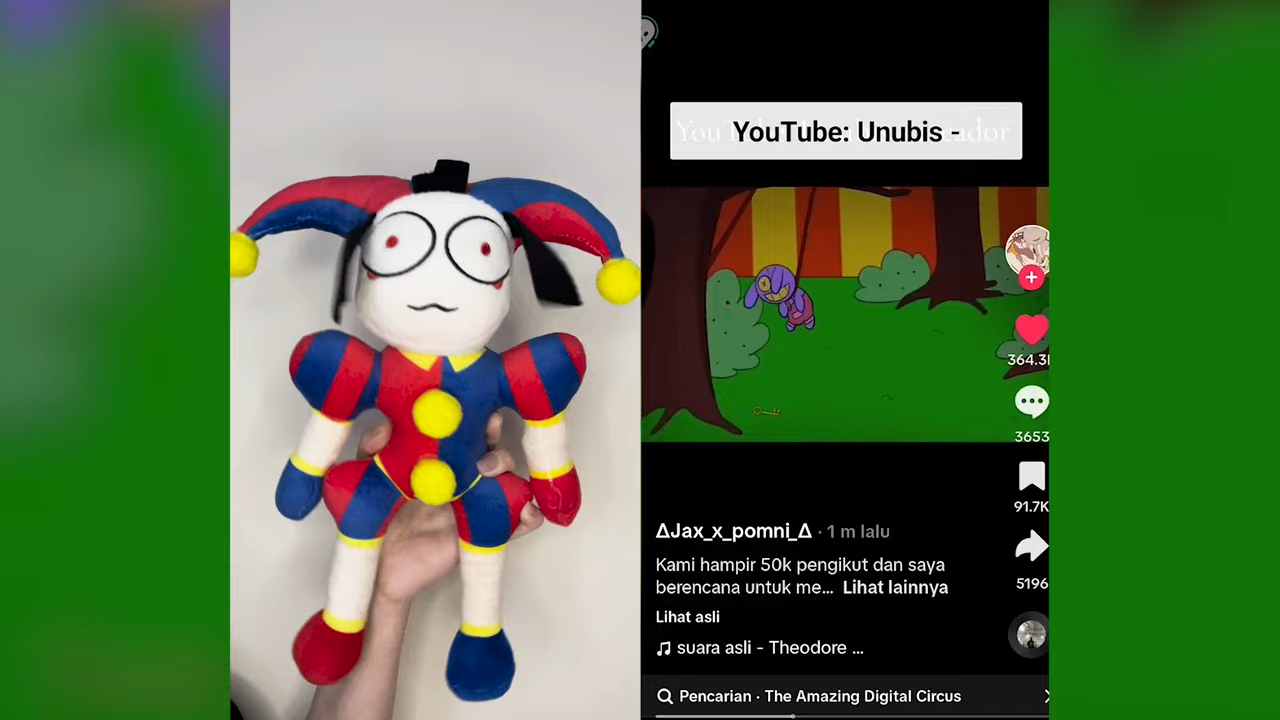 YouTube: Unubis -
364.3
3653
91.7K
5196
ΔJax_x_pomni_Δ · 1 m lalu
Kami hampir 50k pengikut dan saya
berencana untuk me... Lihat lainnya
Lihat asli
suara asli - Theodore ...
Pencarian · The Amazing Digital Circus